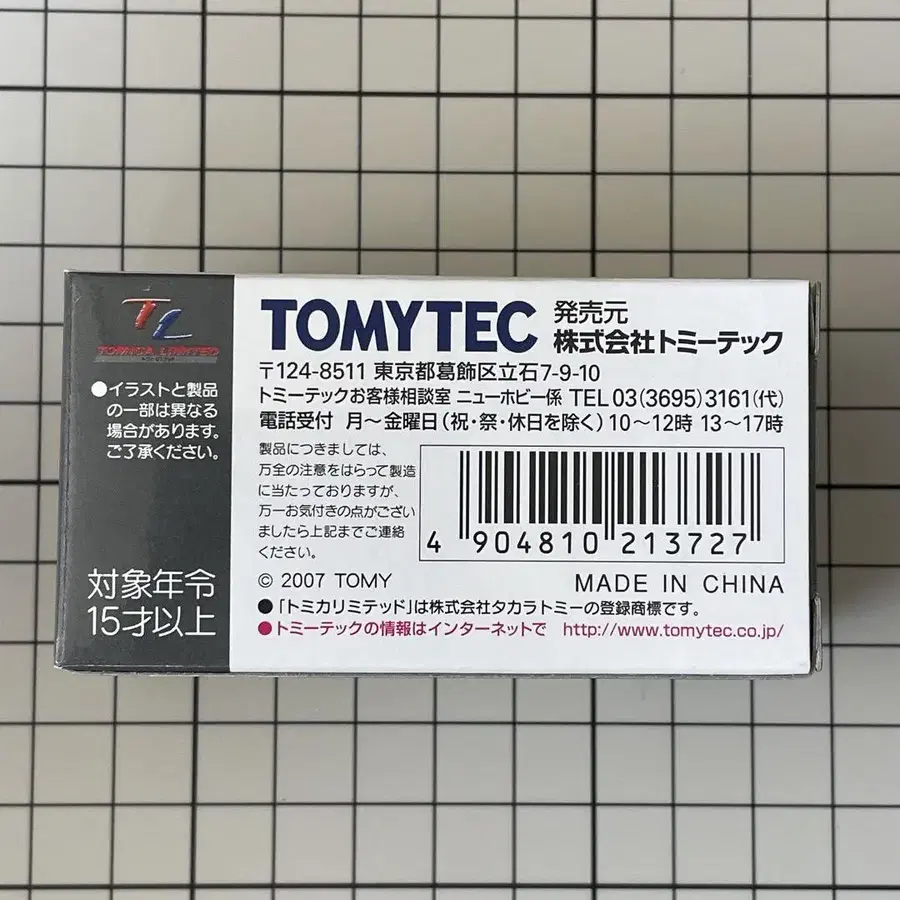 TL
TOMICA LIMITED
●イラストと製品
の一部は異なる
場合があります。
ご了承ください。
対象年令
15才以上
TOMYTEC 発売元
株式会社トミーテック
〒124-8511 東京都葛飾区立石7-9-10
トミーテックお客様相談室 ニューホビー係 TEL 03(3695)3161(代)
電話受付 月〜金曜日(祝・祭・休日を除く)10〜12時 13〜17時
製品につきましては、
万全の注意をはらって製造
に当たっておりますが、
万一お気付きの点がござい
ましたら上記までご連絡
ください。
4 904810 213727
© 2007 TOMY
MADE IN CHINA
●「トミカリミテッド」は株式会社タカラトミーの登録商標です。
●トミーテックの情報はインターネットで http://www.tomytec.co.jp/